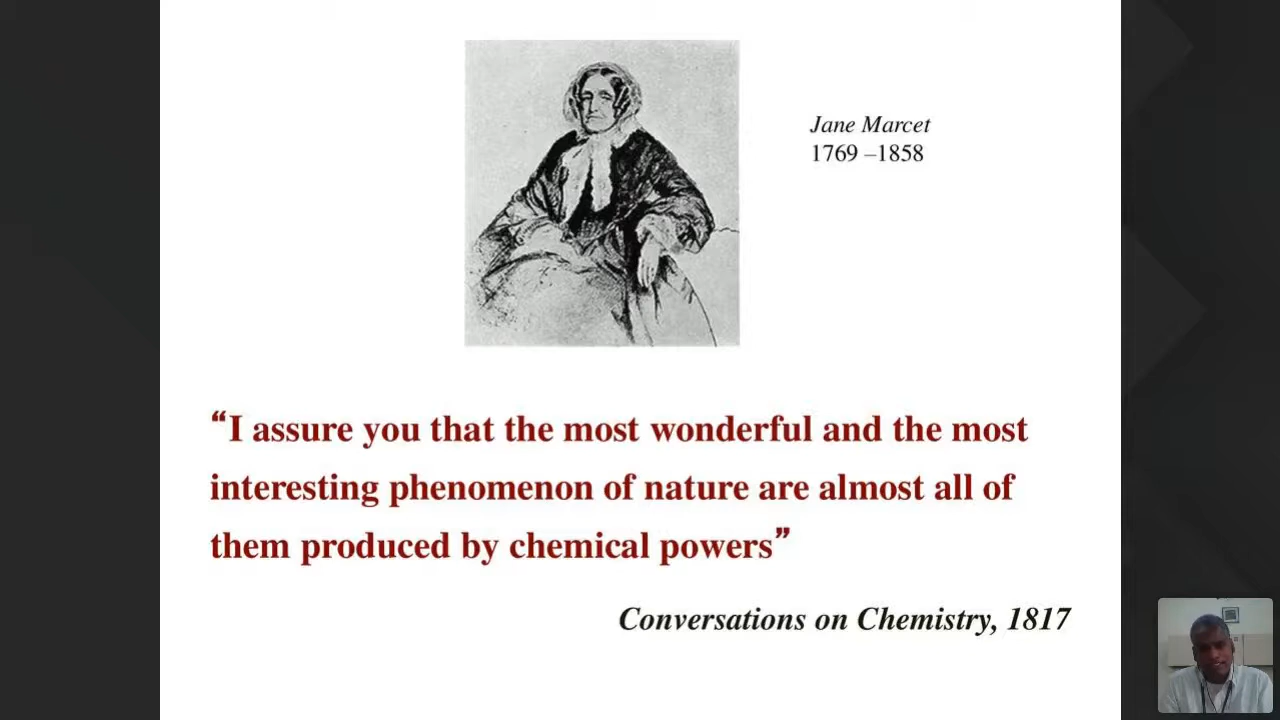 Jane Marcet
1769 –1858
“I assure you that the most wonderful and the most
interesting phenomenon of nature are almost all of
them produced by chemical powers”
Conversations on Chemistry, 1817